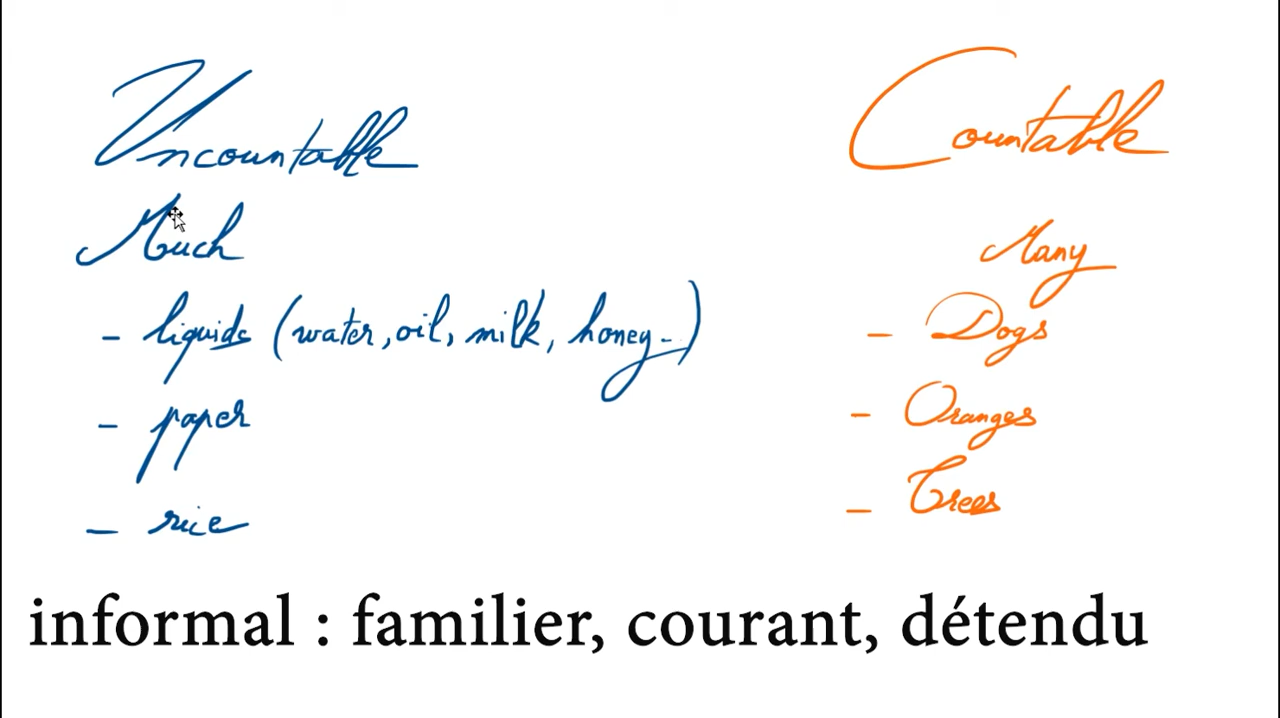 Uncountable
Much
- liquids (water, oil, milk, honey..)
- paper
- rice
Countable
Many
- Dogs
- Oranges
- Trees
informal : familier, courant, détendu